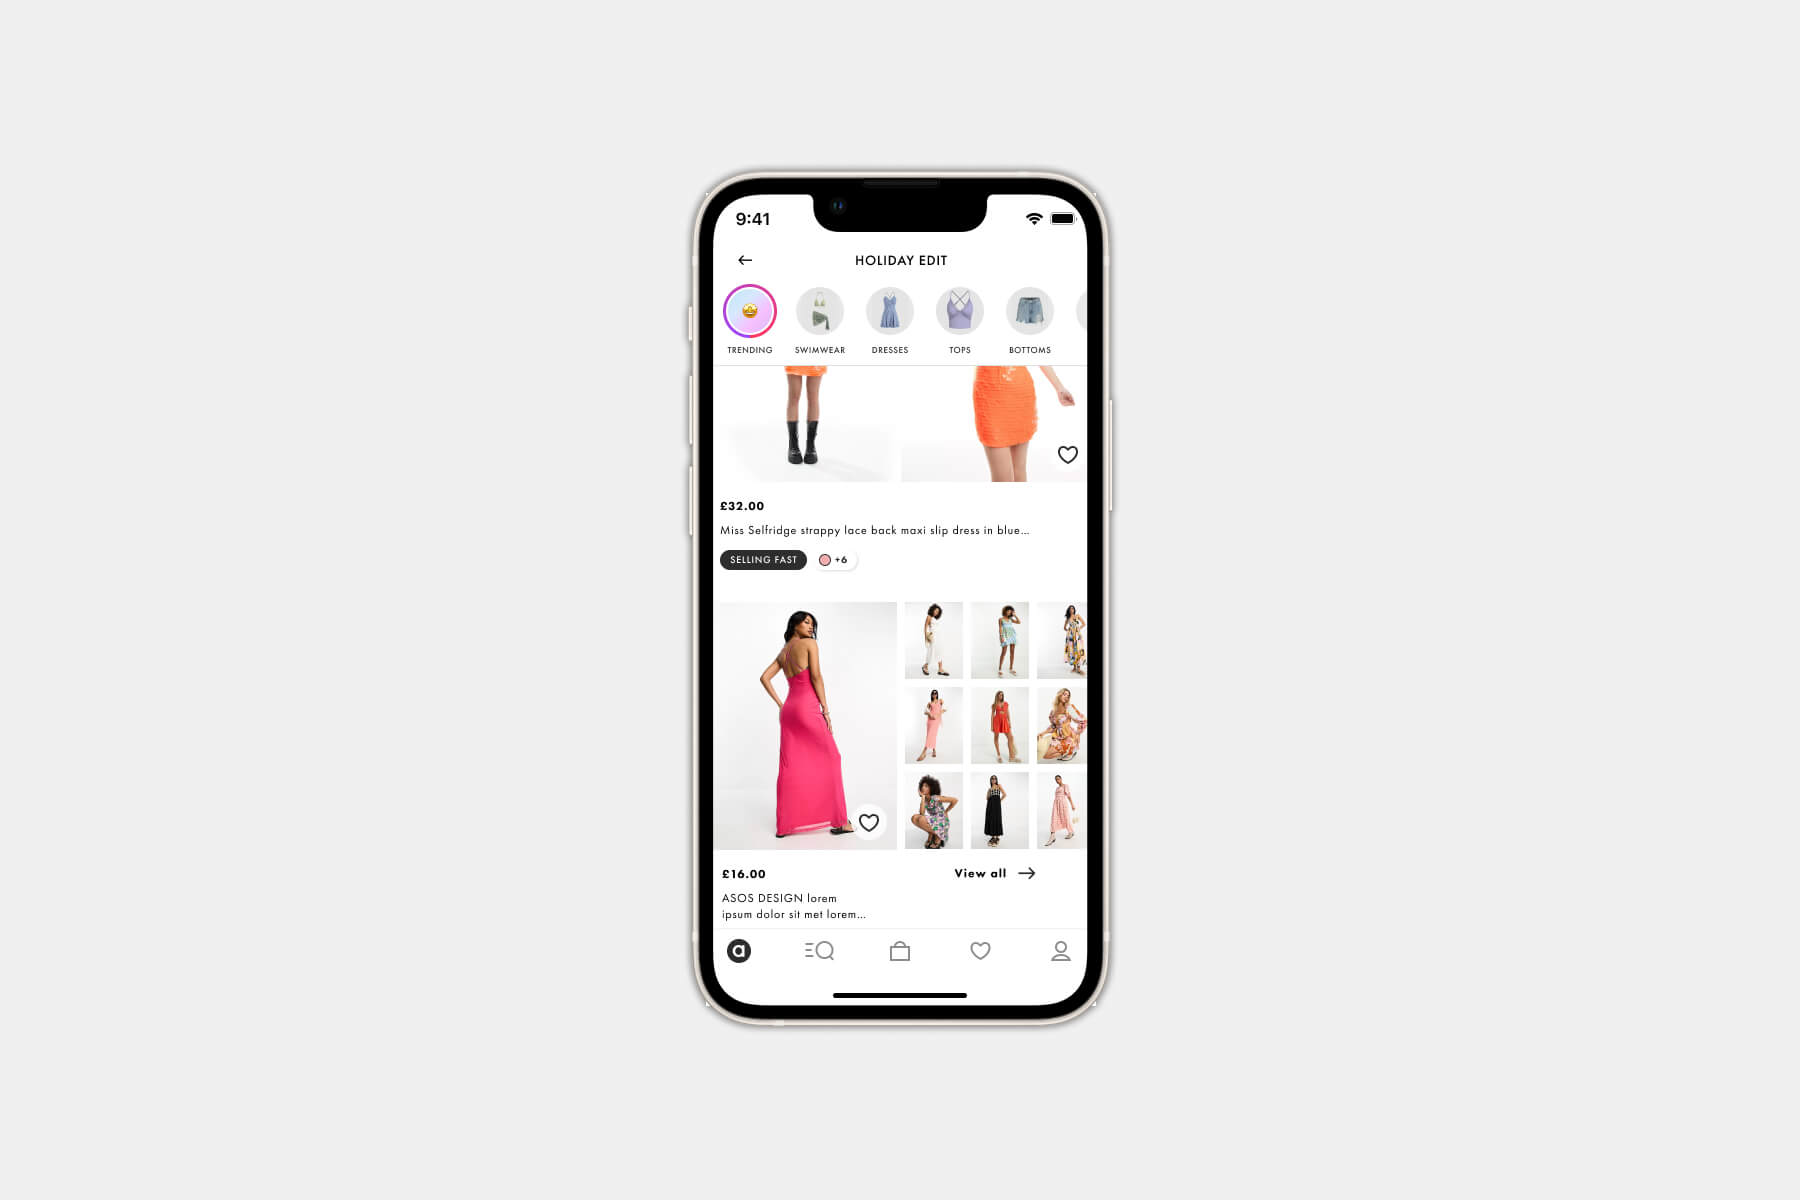 9:41
HOLIDAY EDIT
TRENDING
SWIMWEAR
DRESSES
TOPS
BOTTOMS
£32.00
Miss Selfridge strappy lace back maxi slip dress in blue...
SELLING FAST
+6
£16.00
View all
ASOS DESIGN lorem
ipsum dolor sit met lorem...
a